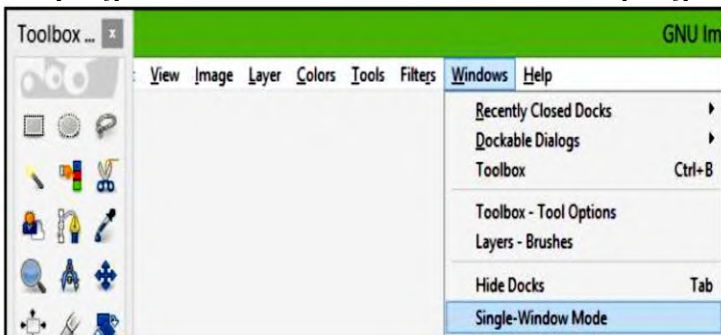 Toolbox ...
GNU Im
View Image Layer Colors Tools Filters Windows Help
Recently Closed Docks
Dockable Dialogs
Toolbox Ctrl+B
Toolbox - Tool Options
Layers - Brushes
Hide Docks Tab
Single-Window Mode